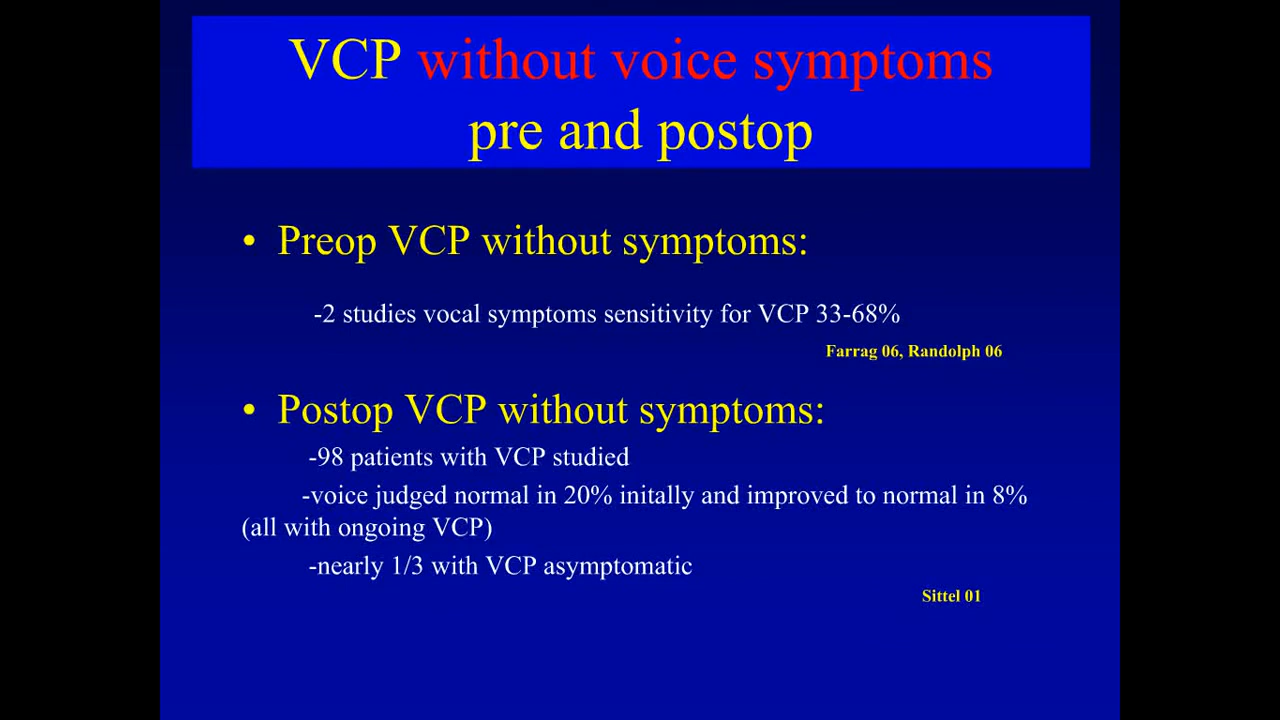 VCP without voice symptoms
pre and postop
• Preop VCP without symptoms:
-2 studies vocal symptoms sensitivity for VCP 33-68%
Farrag 06, Randolph 06
• Postop VCP without symptoms:
-98 patients with VCP studied
-voice judged normal in 20% initally and improved to normal in 8%
(all with ongoing VCP)
-nearly 1/3 with VCP asymptomatic
Sittel 01